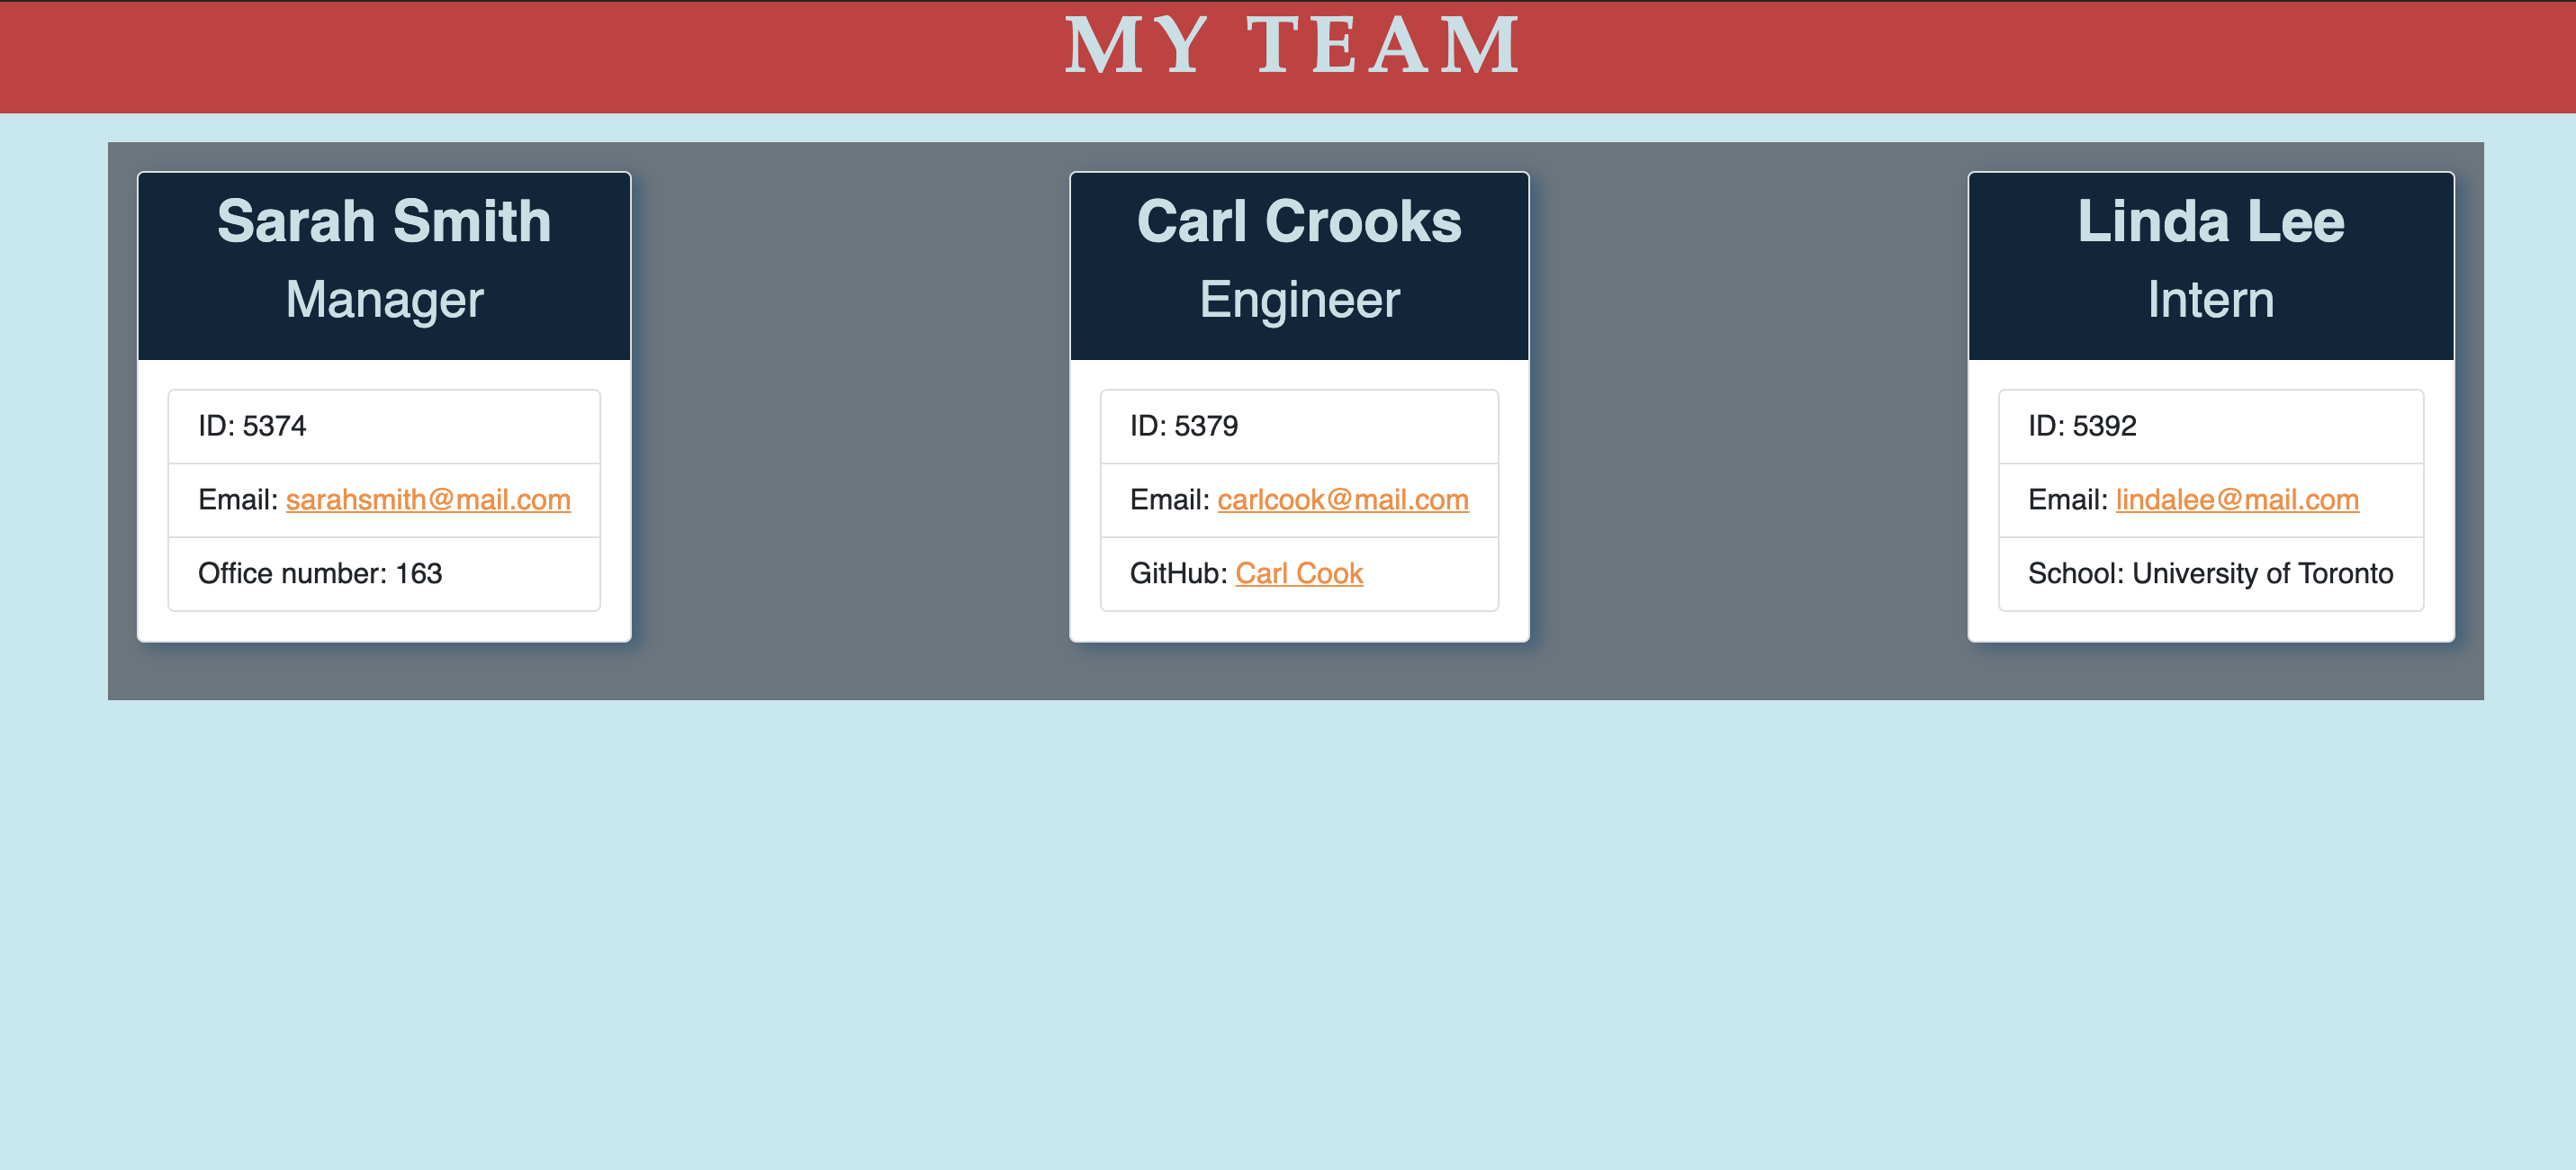 MY TEAM
Sarah Smith
Manager
ID: 5374
Email: sarahsmith@mail.com
Office number: 163
Carl Crooks
Engineer
ID: 5379
Email: carlcook@mail.com
GitHub: Carl Cook
Linda Lee
Intern
ID: 5392
Email: lindalee@mail.com
School: University of Toronto